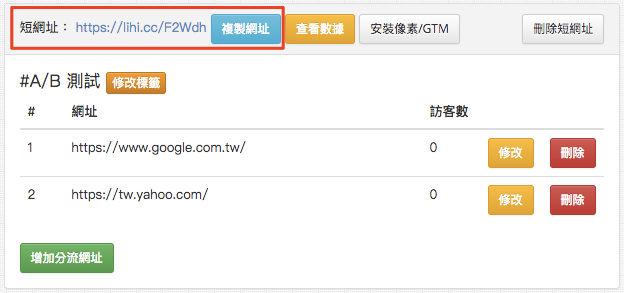 短網址： https://lihi.cc/F2Wdh 複製網址 查看數據 安裝像素/GTM 刪除短網址
#A/B 測試 修改標籤
# 網址 訪客數
1 https://www.google.com.tw/ 0 修改 刪除
2 https://tw.yahoo.com/ 0 修改 刪除
增加分流網址